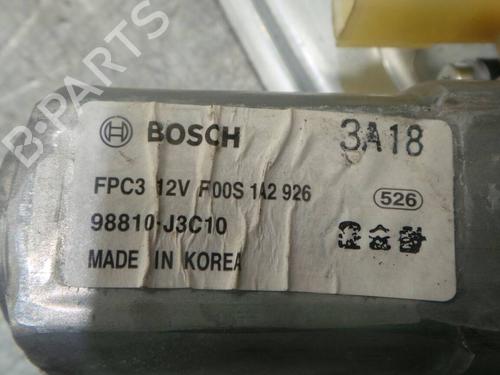 BOSCH 3A18
FPC3 12V F00S 1A2 926 526
98810-J3C10
MADE IN KOREA
B-PARTS